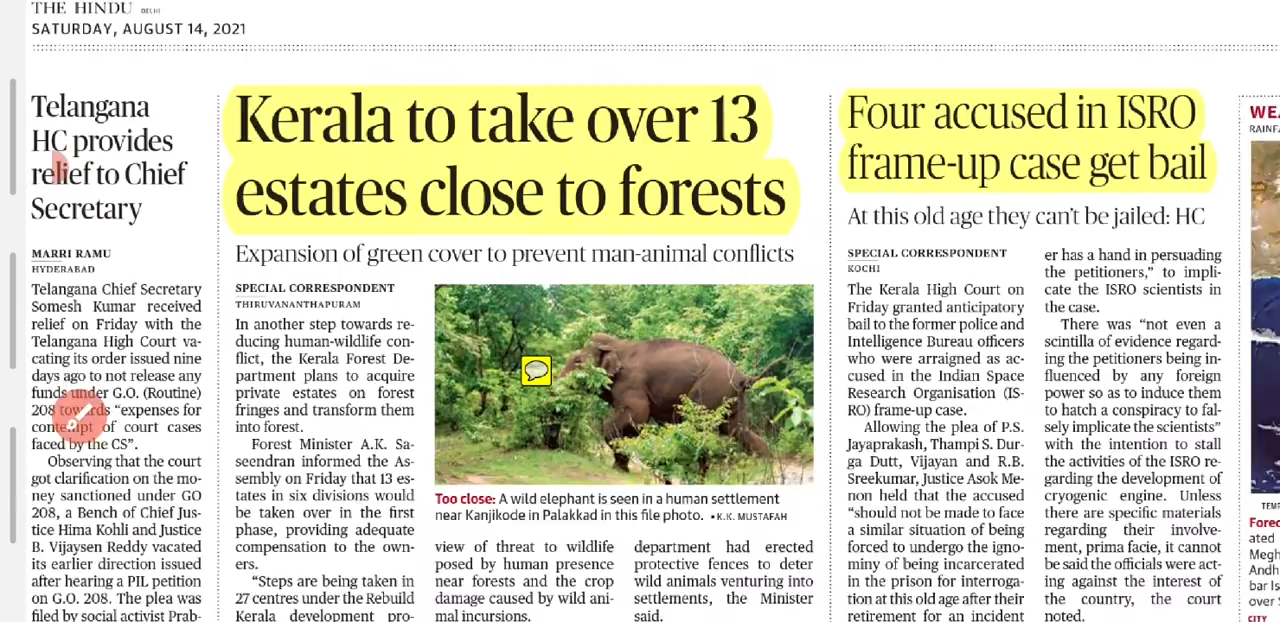 THE HINDU DELHI
SATURDAY, AUGUST 14, 2021
Telangana
HC provides
relief to Chief
Secretary
MARRI RAMU
HYDERABAD
Telangana Chief Secretary
Somesh Kumar received
relief on Friday with the
Telangana High Court va-
cating its order issued nine
days ago to not release any
funds under G.O. (Routine)
208 towards “expenses for
contempt of court cases
faced by the CS”.
Observing that the court
got clarification on the mo-
ney sanctioned under GO
208, a Bench of Chief Jus-
tice Hima Kohli and Justice
B. Vijaysen Reddy vacated
its earlier direction issued
after hearing a PIL petition
on G.O. 208. The plea was
filed by social activist Prab-
Kerala to take over 13
estates close to forests
Expansion of green cover to prevent man-animal conflicts
SPECIAL CORRESPONDENT
THIRUVANANTHAPURAM
In another step towards re-
ducing human-wildlife con-
flict, the Kerala Forest De-
partment plans to acquire
private estates on forest
fringes and transform them
into forest.
Forest Minister A.K. Sa-
seendran informed the As-
sembly on Friday that 13 es-
tates in six divisions would
be taken over in the first
phase, providing adequate
compensation to the own-
ers.
“Steps are being taken in
27 centres under the Rebuild
Kerala development pro-
Too close: A wild elephant is seen in a human settlement
near Kanjikode in Palakkad in this file photo. •K.K. MUSTAFAH
view of threat to wildlife
posed by human presence
near forests and the crop
damage caused by wild ani-
mal incursions.
department had erected
protective fences to deter
wild animals venturing into
settlements, the Minister
said.
Four accused in ISRO
frame-up case get bail
At this old age they can’t be jailed: HC
SPECIAL CORRESPONDENT
KOCHI
The Kerala High Court on
Friday granted anticipatory
bail to the former police and
Intelligence Bureau officers
who were arraigned as ac-
cused in the Indian Space
Research Organisation (IS-
RO) frame-up case.
Allowing the plea of P.S.
Jayaprakash, Thampi S. Dur-
ga Dutt, Vijayan and R.B.
Sreekumar, Justice Asok Me-
non held that the accused
“should not be made to face
a similar situation of being
forced to undergo the igno-
miny of being incarcerated
in the prison for interroga-
tion at this old age after their
retirement for an incident
er has a hand in persuading
the petitioners,” to impli-
cate the ISRO scientists in
the case.
There was “not even a
scintilla of evidence regard-
ing the petitioners being in-
fluenced by any foreign
power so as to induce them
to hatch a conspiracy to fal-
sely implicate the scientists”
with the intention to stall
the activities of the ISRO re-
garding the development of
cryogenic engine. Unless
there are specific materials
regarding their involve-
ment, prima facie, it cannot
be said the officials were act-
ing against the interest of
the country, the court
noted.
WEA
RAINFA
TEMP
Forec
ated
Megh
Andh
bar Is
over S
CITY